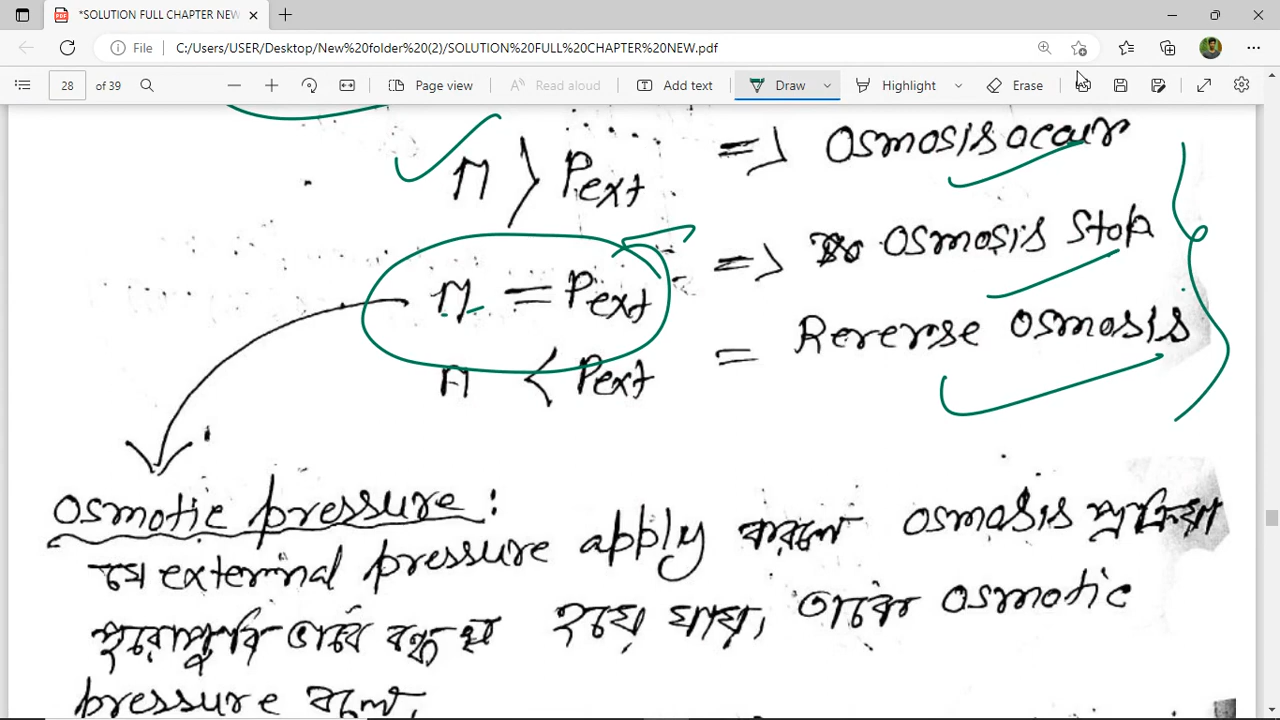 *SOLUTION FULL CHAPTER NEW
File C:/Users/USER/Desktop/New%20folder%20(2)/SOLUTION%20FULL%20CHAPTER%20NEW.pdf
28 of 39 Page view Read aloud Add text Draw Highlight Erase
π > Pext => Osmosis occur
π = Pext => Osmosis Stop
π < Pext = Reverse Osmosis
Osmotic pressure:
যে external pressure apply করলে osmosis প্রক্রিয়া
পুরোপুরি ভাবে বন্ধ হয়ে যায়, তাকে osmotic
pressure বলে,